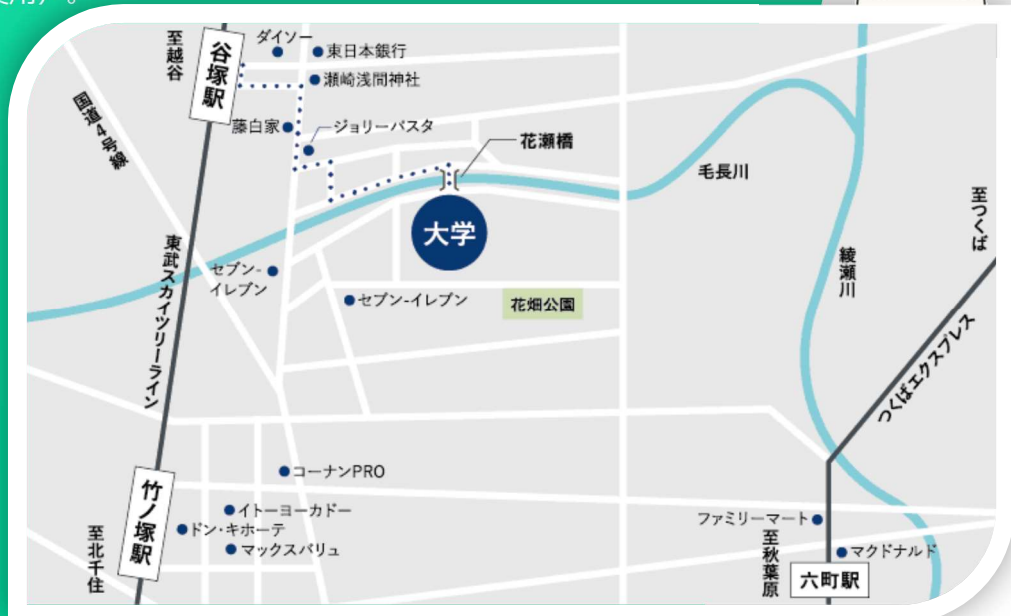 至越谷
谷塚駅
ダイソー
東日本銀行
瀬崎浅間神社
国道4号線
藤白家
ジョリーパスタ
花瀬橋
毛長川
至つくば
大学
東武スカイツリーライン
セブン-
イレブン
綾瀬川
セブン-イレブン
花畑公園
つくばエクスプレス
コーナンPRO
竹ノ塚駅
イトーヨーカドー
ドン・キホーテ
マックスバリュ
至北千住
ファミリーマート
至秋葉原
マクドナルド
六町駅